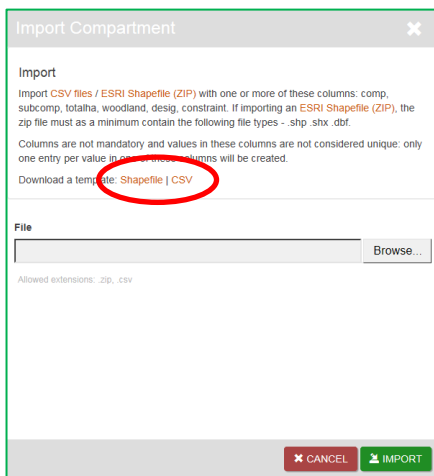 Import Compartment
Import
Import CSV files / ESRI Shapefile (ZIP) with one or more of these columns: comp,
subcomp, totalha, woodland, desig, constraint. If importing an ESRI Shapefile (ZIP), the
zip file must as a minimum contain the following file types - .shp .shx .dbf.
Columns are not mandatory and values in these columns are not considered unique: only
one entry per value in one of these columns will be created.
Download a template: Shapefile | CSV
File
Browse...
Allowed extensions: .zip, .csv
CANCEL IMPORT